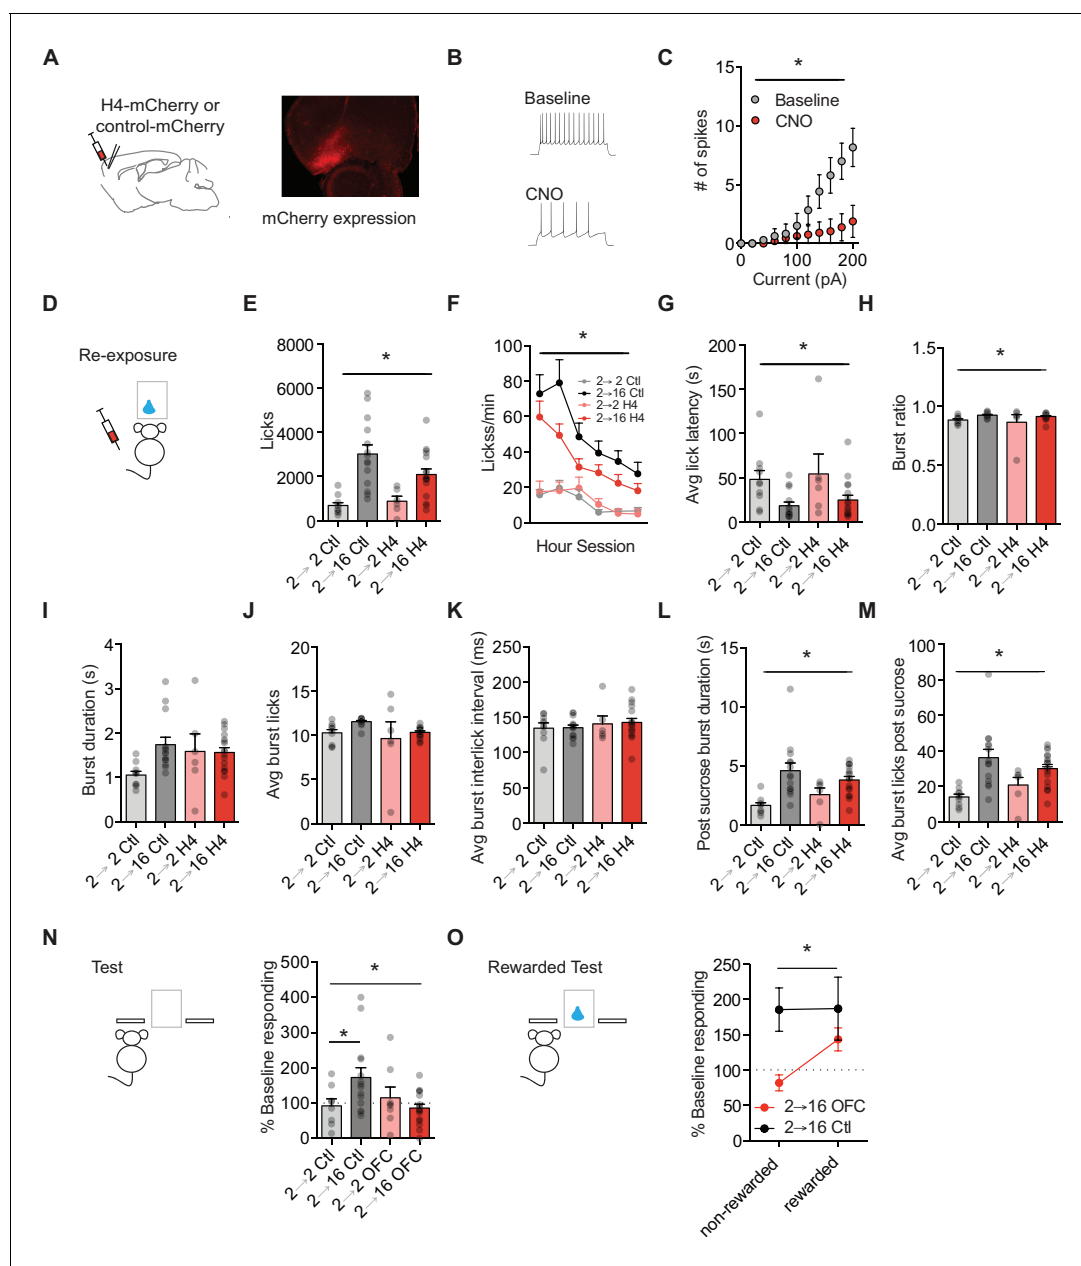 A
H4-mCherry or
control-mCherry
mCherry expression
B
Baseline
CNO
C
*
15
10
5
0
# of spikes
Baseline
CNO
0
100
200
Current (pA)
D
Re-exposure
E
8000
6000
4000
2000
0
Licks
*
2→2 Ctl
2→16 Ctl
2→2 H4
2→16 H4
F
100
80
60
40
20
0
Lickss/min
*
2→2 Ctl
2→16 Ctl
2→2 H4
2→16 H4
Hour Session
G
200
150
100
50
0
Avg lick latency (s)
*
2→2 Ctl
2→16 Ctl
2→2 H4
2→16 H4
H
1.5
1.0
0.5
0.0
Burst ratio
*
2→2 Ctl
2→16 Ctl
2→2 H4
2→16 H4
I
4
3
2
1
0
Burst duration (s)
2→2 Ctl
2→16 Ctl
2→2 H4
2→16 H4
J
20
15
10
5
0
Avg burst licks
2→2 Ctl
2→16 Ctl
2→2 H4
2→16 H4
K
250
200
150
100
50
0
Avg burst interlick interval (ms)
2→2 Ctl
2→16 Ctl
2→2 H4
2→16 H4
L
15
10
5
0
Post sucrose burst duration (s)
*
2→2 Ctl
2→16 Ctl
2→2 H4
2→16 H4
M
100
80
60
40
20
0
Avg burst licks post sucrose
*
2→2 Ctl
2→16 Ctl
2→2 H4
2→16 H4
N
Test
500
400
300
200
100
0
% Baseline responding
*
*
2→2 Ctl
2→16 Ctl
2→2 OFC
2→16 OFC
O
Rewarded Test
250
200
150
100
50
0
% Baseline responding
*
2→16 OFC
2→16 Ctl
non-rewarded
rewarded